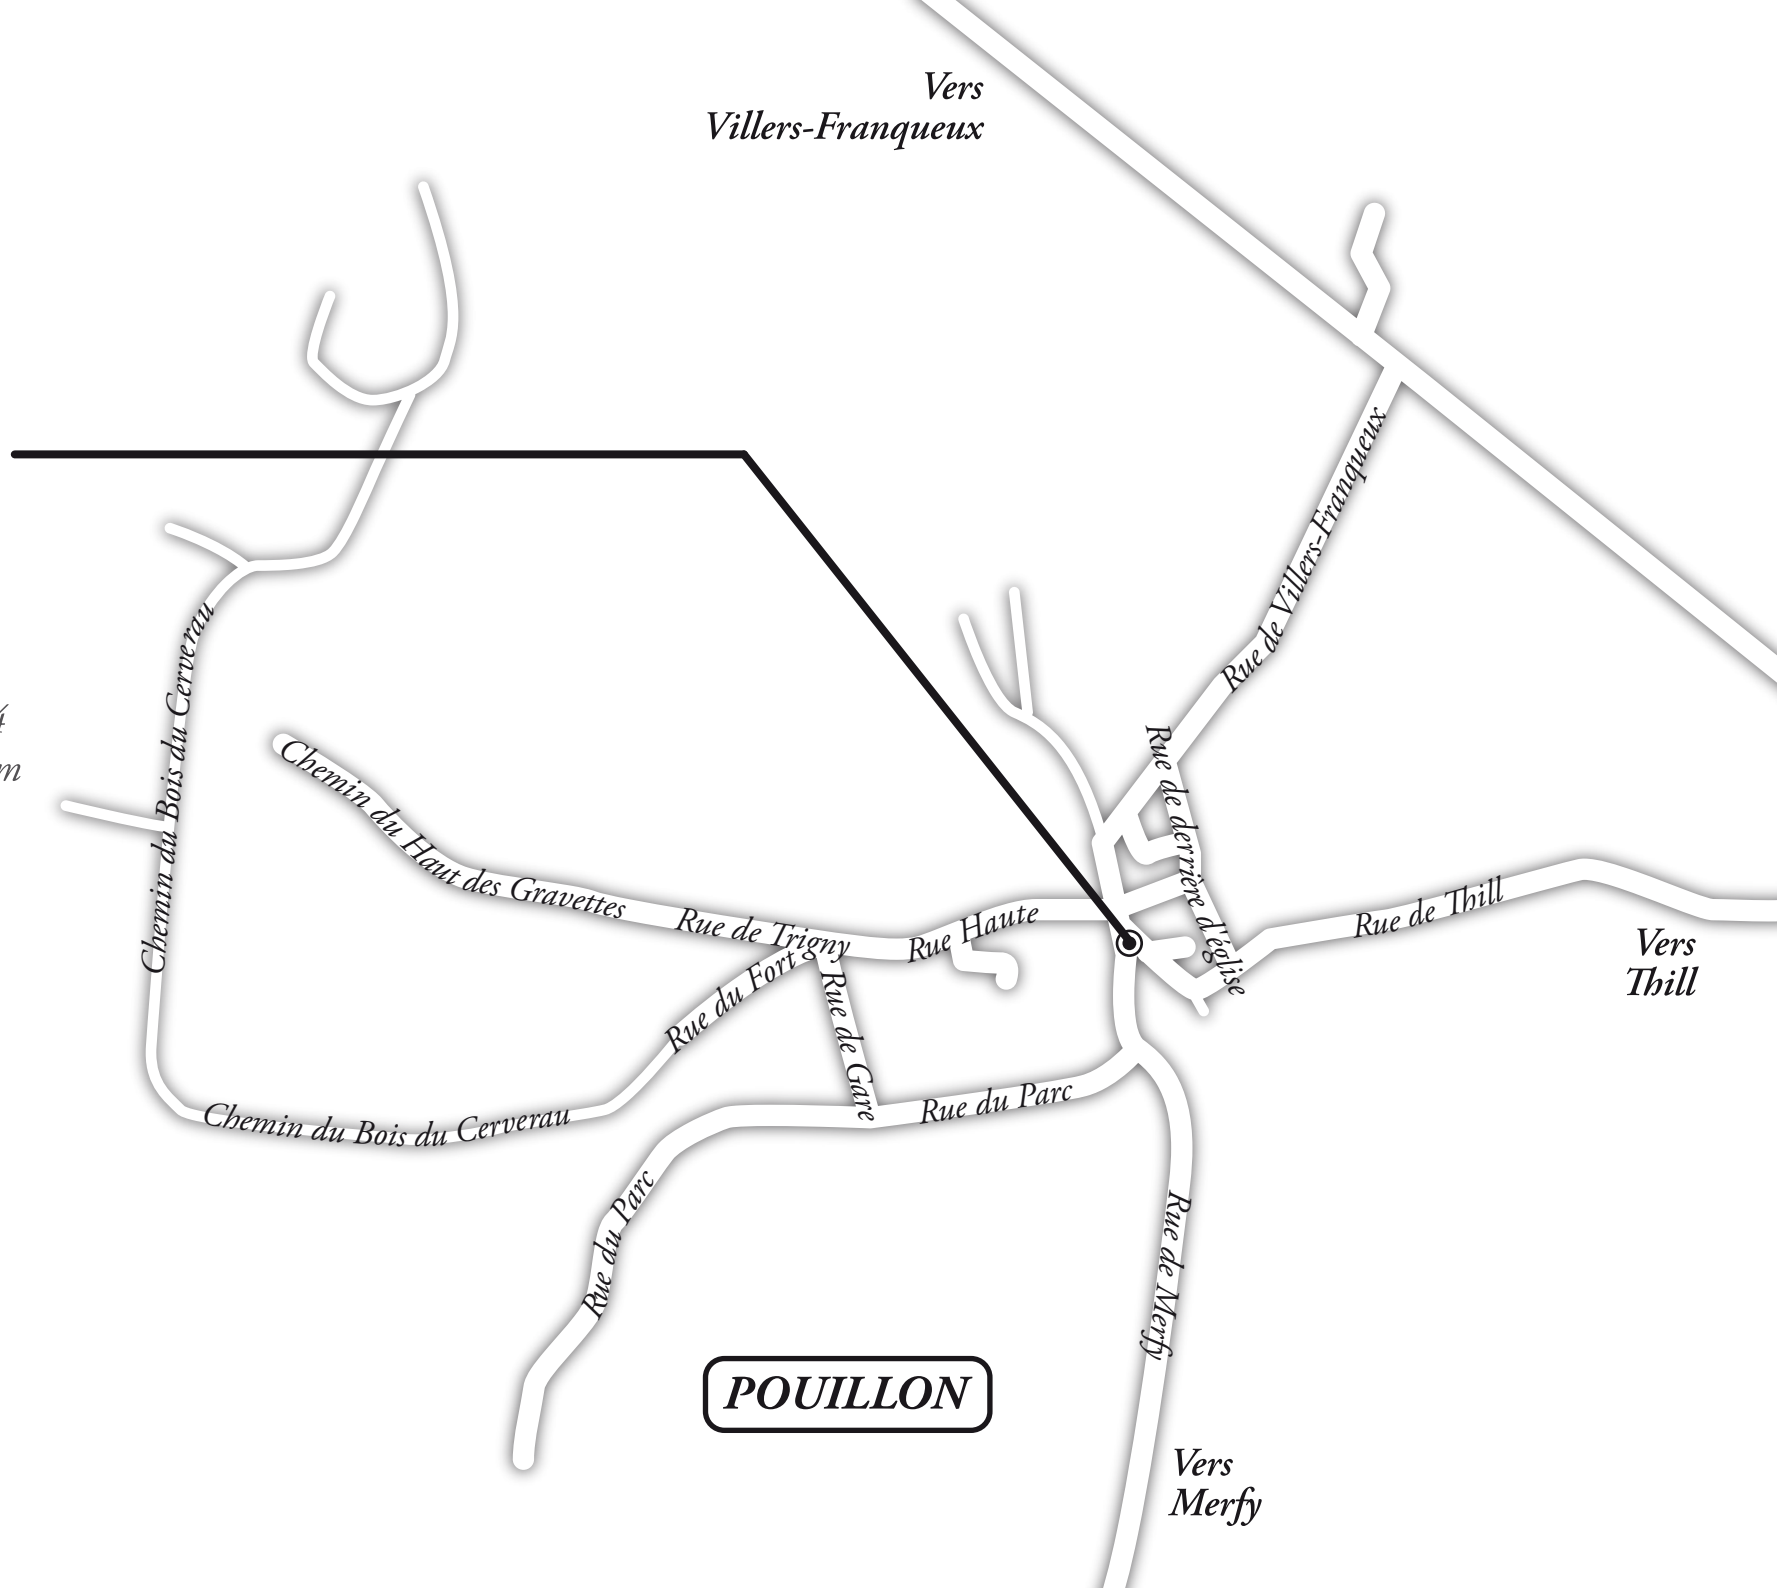 Vers
Villers-Franqueux
Rue de Villers-Franqueux
Chemin du Bois du Cerverau
4
m
Chemin du Haut des Gravettes
Rue de derrière d'église
Rue de Trigny
Rue Haute
Rue de Thill
Vers
Thill
Rue du Fort
Rue de Gare
Chemin du Bois du Cerverau
Rue du Parc
Rue du Parc
Rue de Merfy
POUILLON
Vers
Merfy